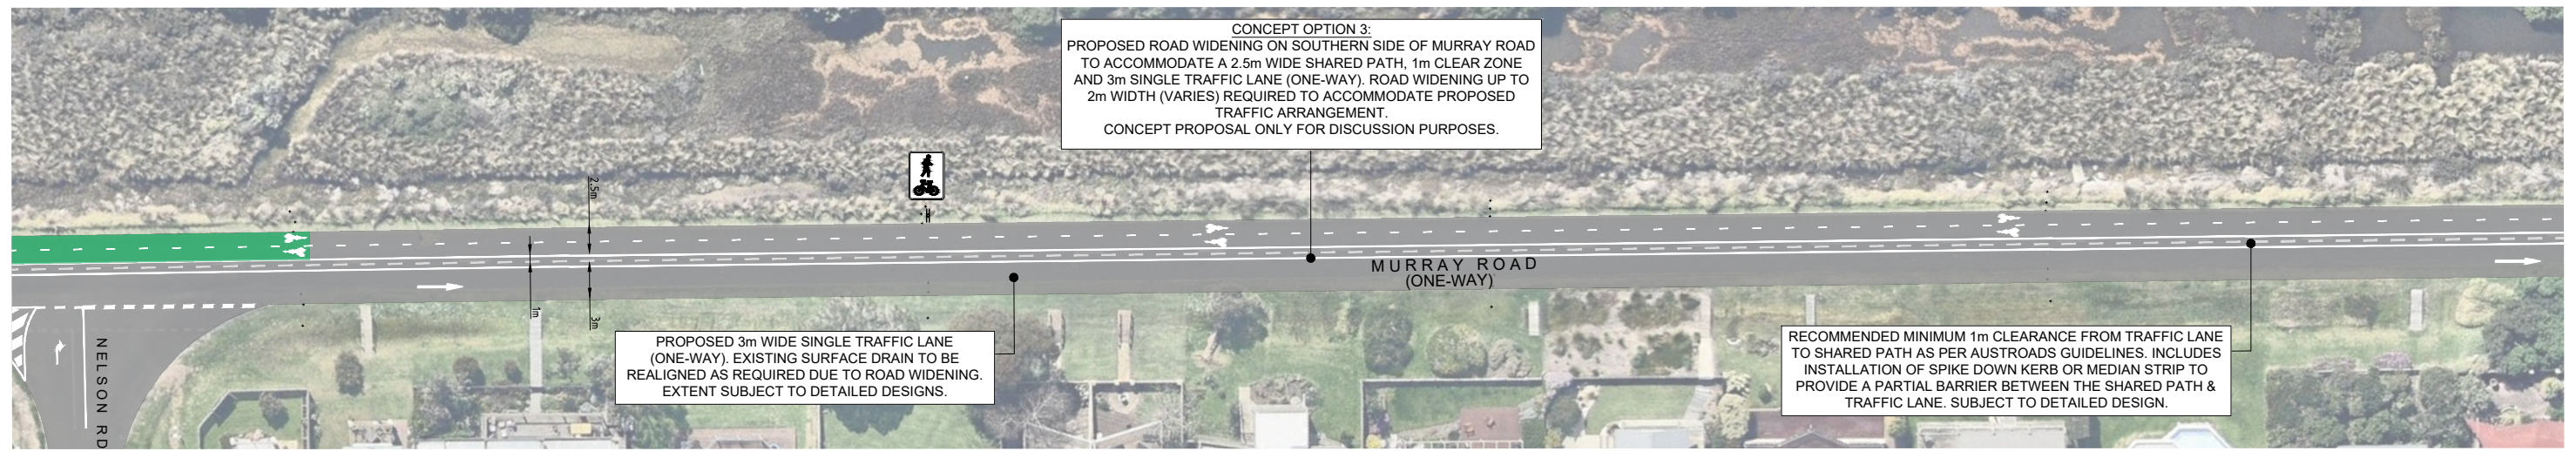 CONCEPT OPTION 3:
PROPOSED ROAD WIDENING ON SOUTHERN SIDE OF MURRAY ROAD
TO ACCOMMODATE A 2.5m WIDE SHARED PATH, 1m CLEAR ZONE
AND 3m SINGLE TRAFFIC LANE (ONE-WAY). ROAD WIDENING UP TO
2m WIDTH (VARIES) REQUIRED TO ACCOMMODATE PROPOSED
TRAFFIC ARRANGEMENT.
CONCEPT PROPOSAL ONLY FOR DISCUSSION PURPOSES.
2.5m
MURRAY ROAD
(ONE-WAY)
1m
3m
PROPOSED 3m WIDE SINGLE TRAFFIC LANE
(ONE-WAY). EXISTING SURFACE DRAIN TO BE
REALIGNED AS REQUIRED DUE TO ROAD WIDENING.
EXTENT SUBJECT TO DETAILED DESIGNS.
RECOMMENDED MINIMUM 1m CLEARANCE FROM TRAFFIC LANE
TO SHARED PATH AS PER AUSTROADS GUIDELINES. INCLUDES
INSTALLATION OF SPIKE DOWN KERB OR MEDIAN STRIP TO
PROVIDE A PARTIAL BARRIER BETWEEN THE SHARED PATH &
TRAFFIC LANE. SUBJECT TO DETAILED DESIGN.
NELSON RD